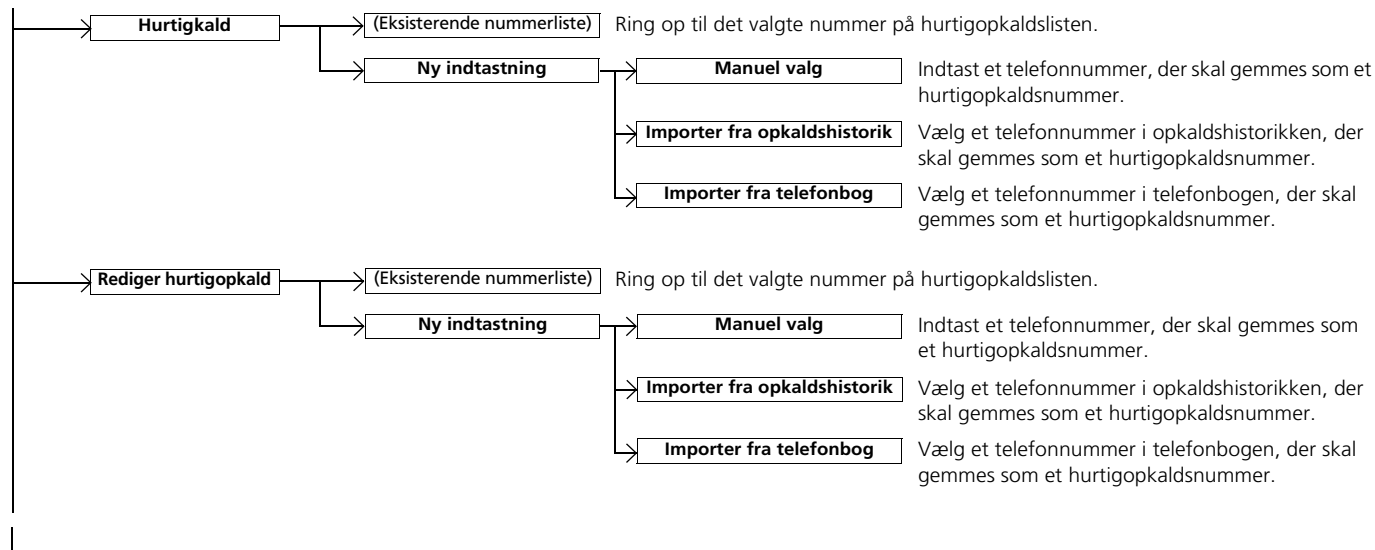 Hurtigkald
(Eksisterende nummerliste)
Ring op til det valgte nummer på hurtigopkaldslisten.
Ny indtastning
Manuel valg
Indtast et telefonnummer, der skal gemmes som et
hurtigopkaldsnummer.
Importer fra opkaldshistorik
Vælg et telefonnummer i opkaldshistorikken, der
skal gemmes som et hurtigopkaldsnummer.
Importer fra telefonbog
Vælg et telefonnummer i telefonbogen, der skal
gemmes som et hurtigopkaldsnummer.
Rediger hurtigopkald
(Eksisterende nummerliste)
Ring op til det valgte nummer på hurtigopkaldslisten.
Ny indtastning
Manuel valg
Indtast et telefonnummer, der skal gemmes som
et hurtigopkaldsnummer.
Importer fra opkaldshistorik
Vælg et telefonnummer i opkaldshistorikken, der
skal gemmes som et hurtigopkaldsnummer.
Importer fra telefonbog
Vælg et telefonnummer i telefonbogen, der skal
gemmes som et hurtigopkaldsnummer.